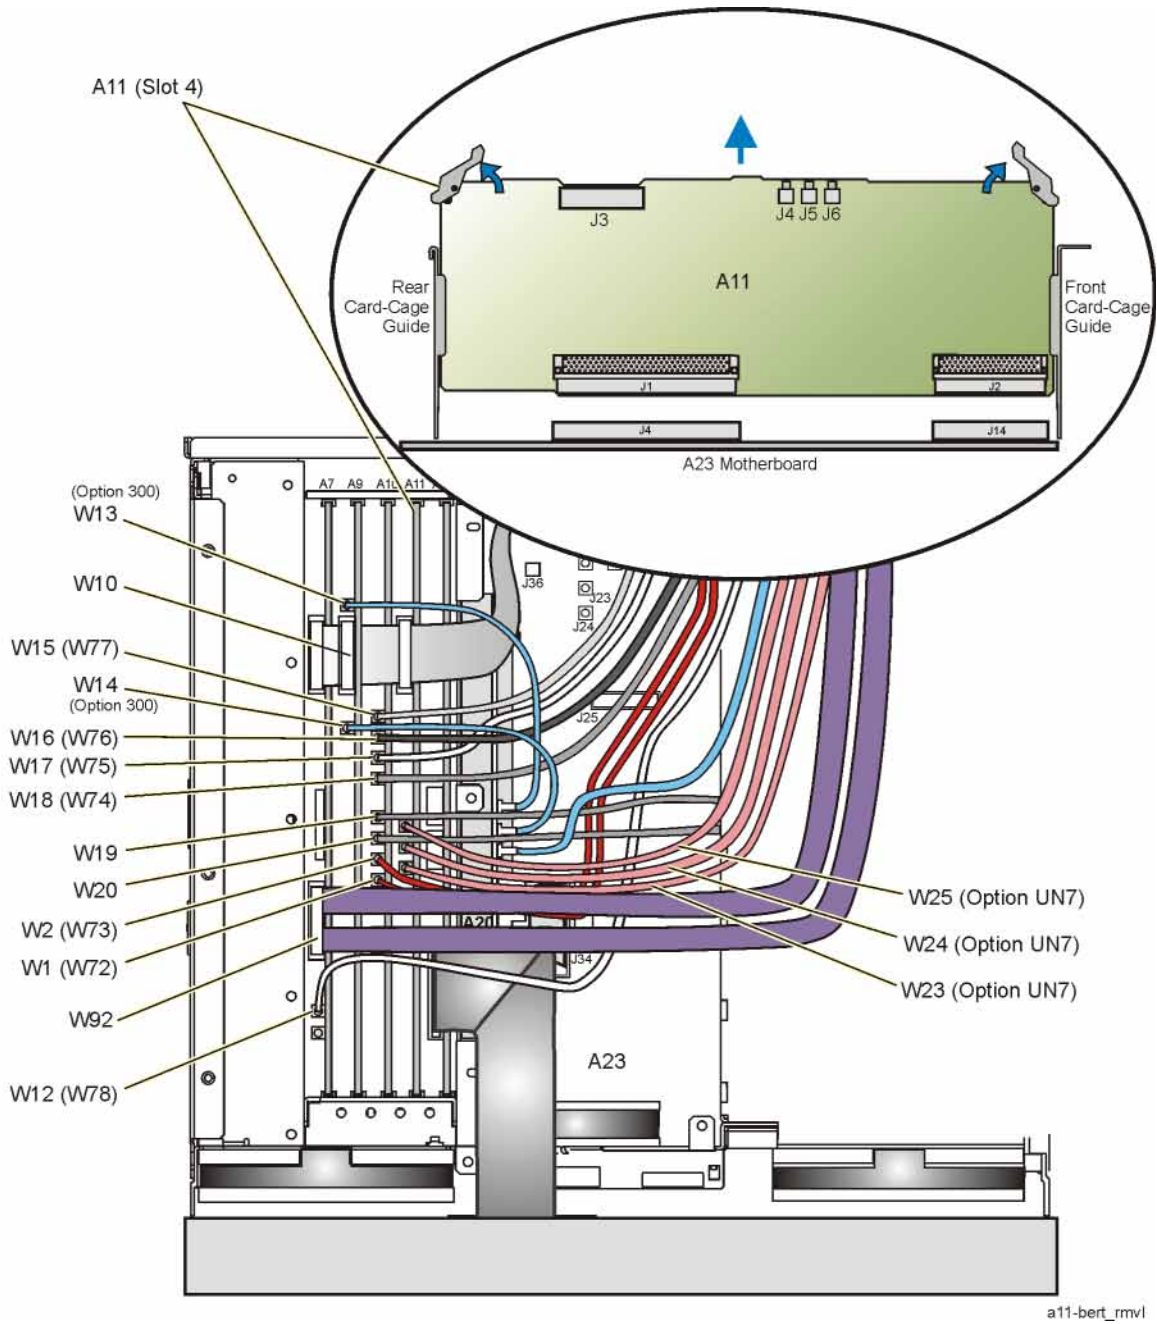 A11 (Slot 4)
J3
J4 J5 J6
A11
Rear
Card-Cage
Guide
Front
Card-Cage
Guide
J1
J2
J4
J14
A23 Motherboard
A7 A9 A10 A11
(Option 300)
W13
W10
W15 (W77)
W14
(Option 300)
W16 (W76)
W17 (W75)
W18 (W74)
W19
W20
W2 (W73)
W1 (W72)
W92
W12 (W78)
J36
J23
J24
J25
A20
J34
A23
W25 (Option UN7)
W24 (Option UN7)
W23 (Option UN7)
a11-bert_rmvl